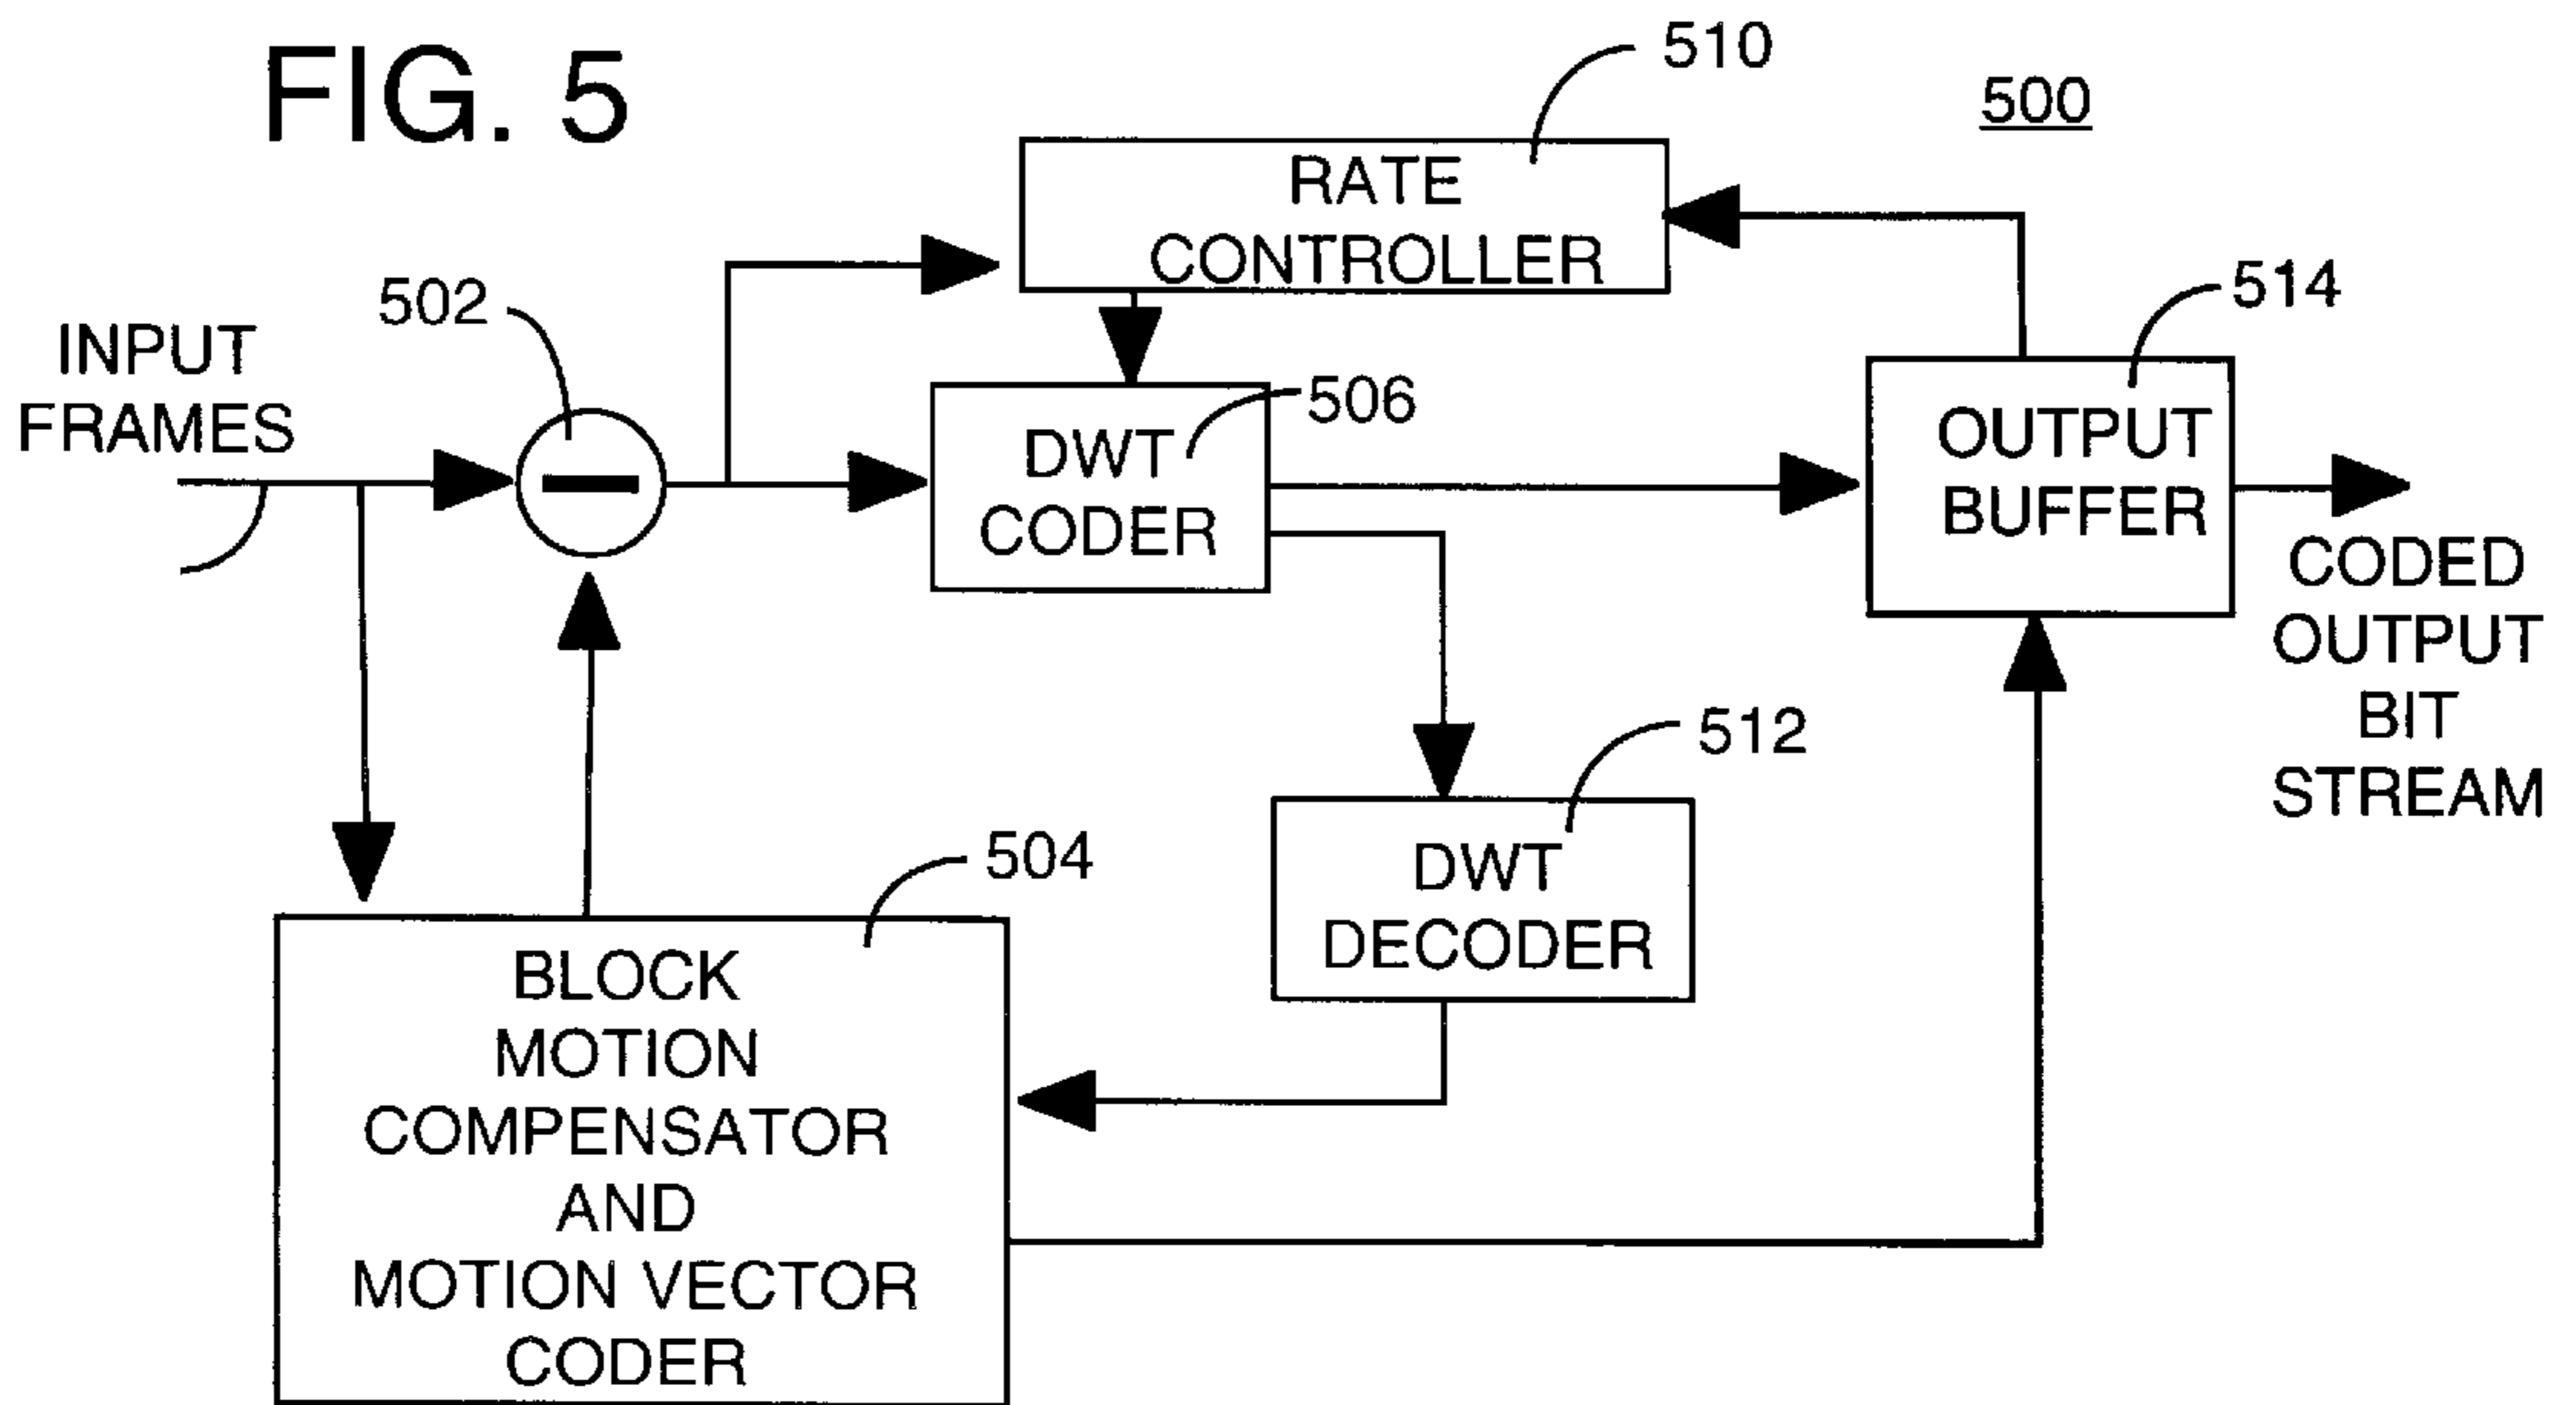 FIG. 5
510
500
RATE
CONTROLLER
502
514
INPUT
FRAMES
506
DWT
CODER
OUTPUT
BUFFER
CODED
OUTPUT
BIT
STREAM
512
DWT
DECODER
504
BLOCK
MOTION
COMPENSATOR
AND
MOTION VECTOR
CODER